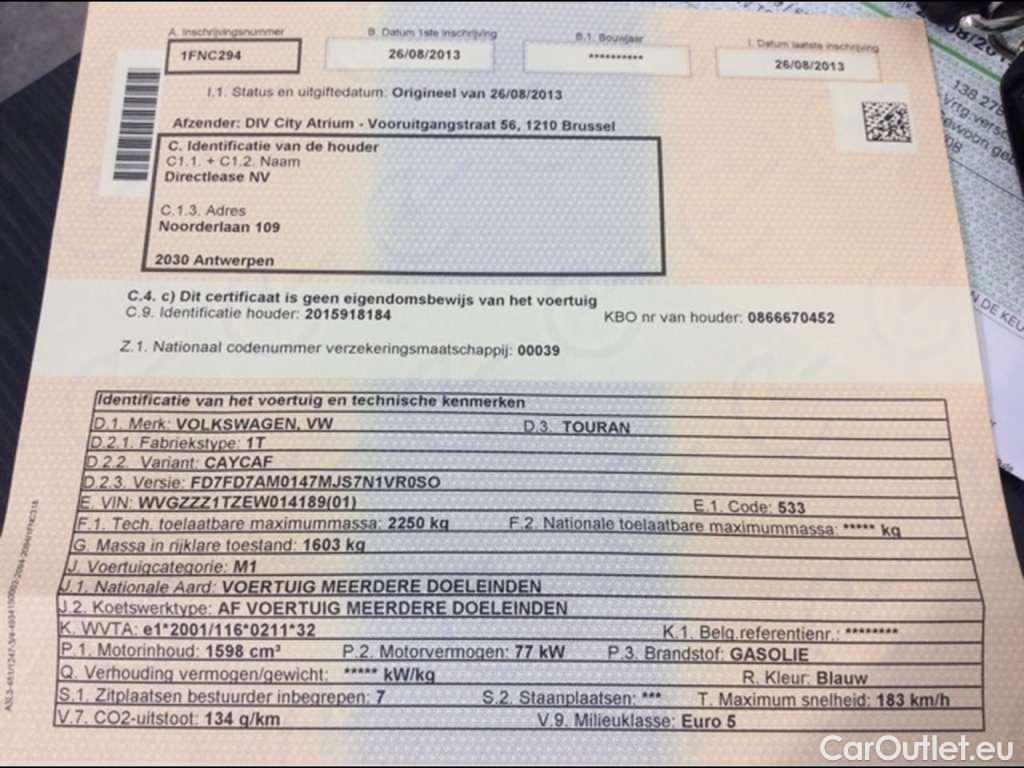 A. Inschrijvingsnummer
1FNC294
B. Datum 1ste inschrijving
26/08/2013
B.1. Bouwjaar
**********
I. Datum laatste inschrijving
26/08/2013
I.1. Status en uitgiftedatum: Origineel van 26/08/2013
Afzender: DIV City Atrium - Vooruitgangstraat 56, 1210 Brussel
C. Identificatie van de houder
C1.1. + C1.2. Naam
Directlease NV
C.1.3. Adres
Noorderlaan 109
2030 Antwerpen
C.4. c) Dit certificaat is geen eigendomsbewijs van het voertuig
C.9. Identificatie houder: 2015918184
KBO nr van houder: 0866670452
Z.1. Nationaal codenummer verzekeringsmaatschappij: 00039
Identificatie van het voertuig en technische kenmerken
D.1. Merk: VOLKSWAGEN, VW
D.3. TOURAN
D.2.1. Fabriekstype: 1T
D.2.2. Variant: CAYCAF
D.2.3. Versie: FD7FD7AM0147MJS7N1VR0SO
E. VIN: WVGZZZ1TZEW014189(01)
E.1. Code: 533
F.1. Tech. toelaatbare maximummassa: 2250 kg
F.2. Nationale toelaatbare maximummassa: ***** kg
G. Massa in rijklare toestand: 1603 kg
J. Voertuigcategorie: M1
J.1. Nationale Aard: VOERTUIG MEERDERE DOELEINDEN
J.2. Koetswerktype: AF VOERTUIG MEERDERE DOELEINDEN
K. WVTA: e1*2001/116*0211*32
K.1. Belg.referentienr.: ********
P.1. Motorinhoud: 1598 cm³
P.2. Motorvermogen: 77 kW
P.3. Brandstof: GASOLIE
Q. Verhouding vermogen/gewicht: ***** kW/kg
R. Kleur: Blauw
S.1. Zitplaatsen bestuurder inbegrepen: 7
S.2. Staanplaatsen: ***
T. Maximum snelheid: 183 km/h
V.7. CO2-uitstoot: 134 g/km
V.9. Milieuklasse: Euro 5
CarOutlet.eu